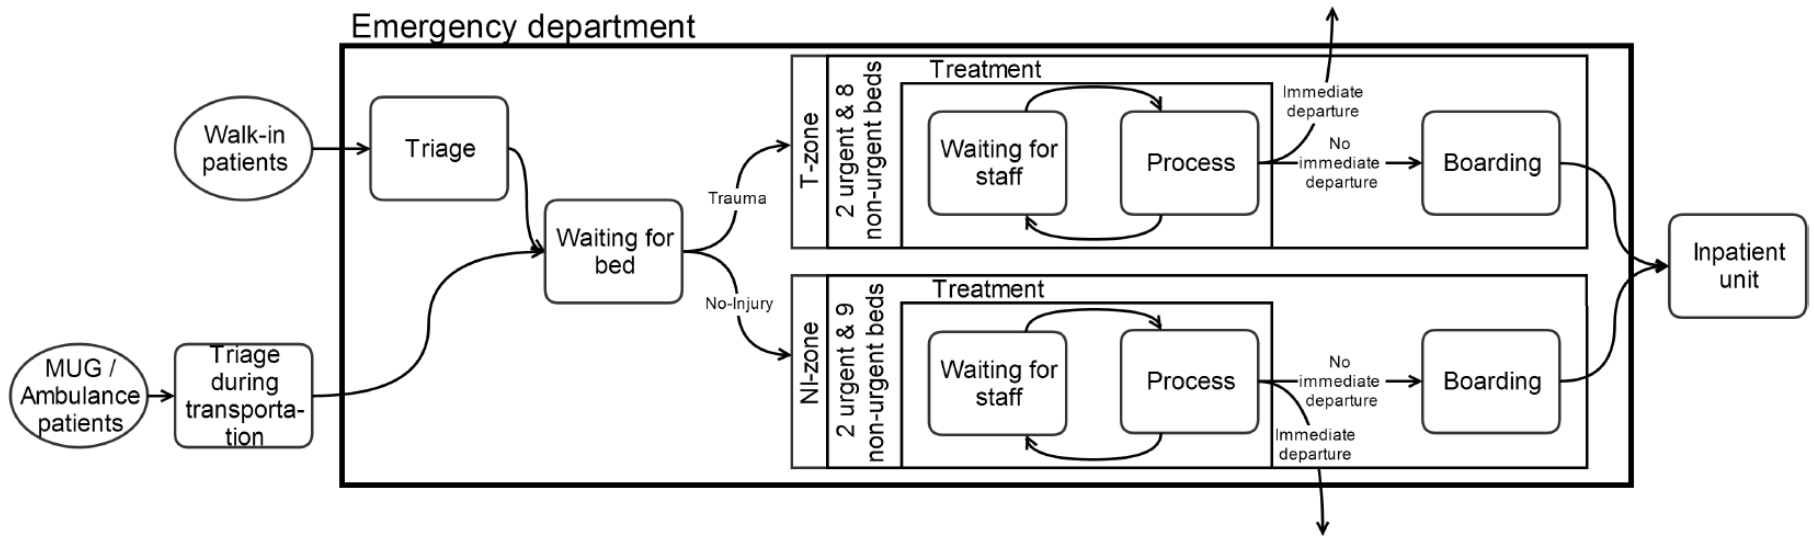 Emergency department
Walk-in
patients
Triage
MUG /
Ambulance
patients
Triage
during
transporta-
tion
Waiting for
bed
Trauma
No-Injury
T-zone
2 urgent & 8
non-urgent beds
Treatment
Waiting for
staff
Process
Immediate
departure
No
immediate
departure
Boarding
NI-zone
2 urgent & 9
non-urgent beds
Treatment
Waiting for
staff
Process
No
immediate
departure
Immediate
departure
Boarding
Inpatient
unit